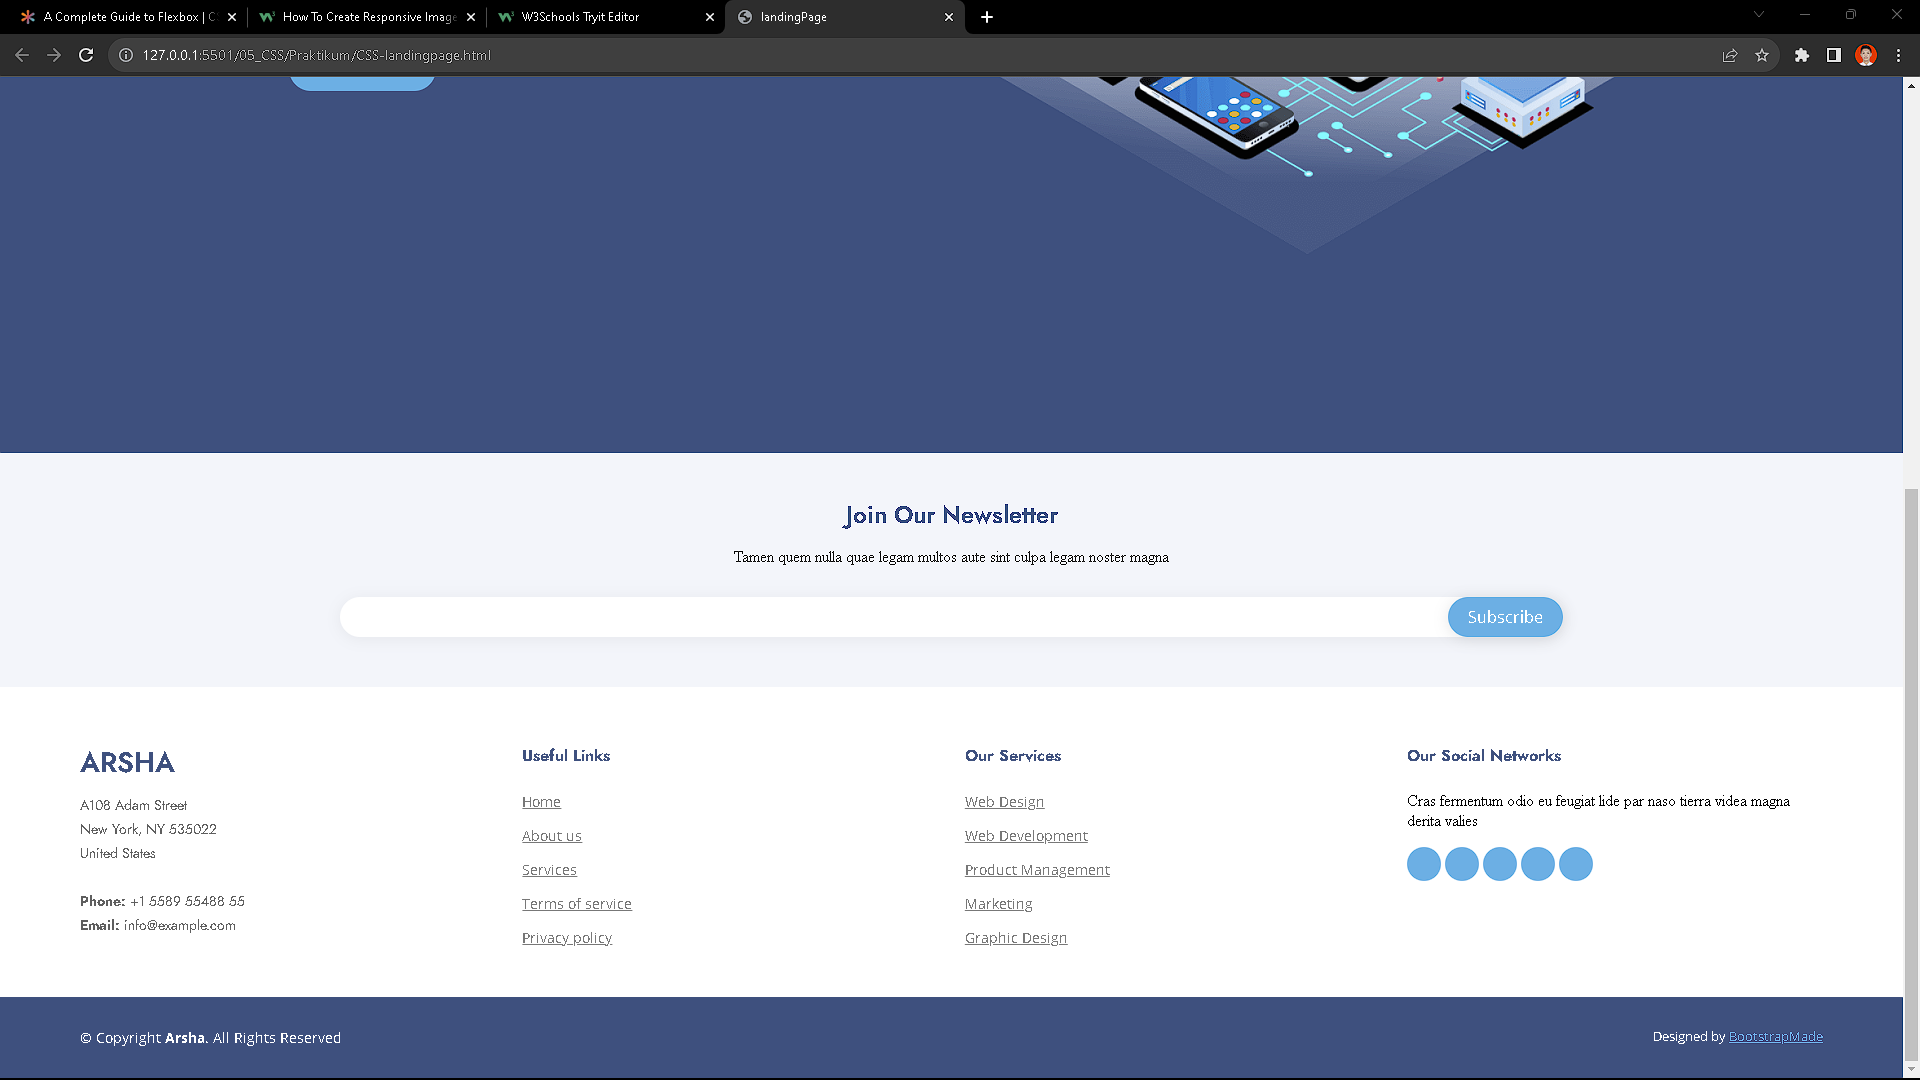 A Complete Guide to Flexbox | C
How To Create Responsive Image
W3Schools Tryit Editor
landingPage
127.0.0.1:5501/05_CSS/Praktikum/CSS-landingpage.html
Join Our Newsletter
Tamen quem nulla quae legam multos aute sint culpa legam noster magna
Subscribe
ARSHA
A108 Adam Street
New York, NY 535022
United States
Phone: +1 5589 55488 55
Email: info@example.com
Useful Links
Home
About us
Services
Terms of service
Privacy policy
Our Services
Web Design
Web Development
Product Management
Marketing
Graphic Design
Our Social Networks
Cras fermentum odio eu feugiat lide par naso tierra videa magna
derita valies
© Copyright Arsha. All Rights Reserved
Designed by BootstrapMade